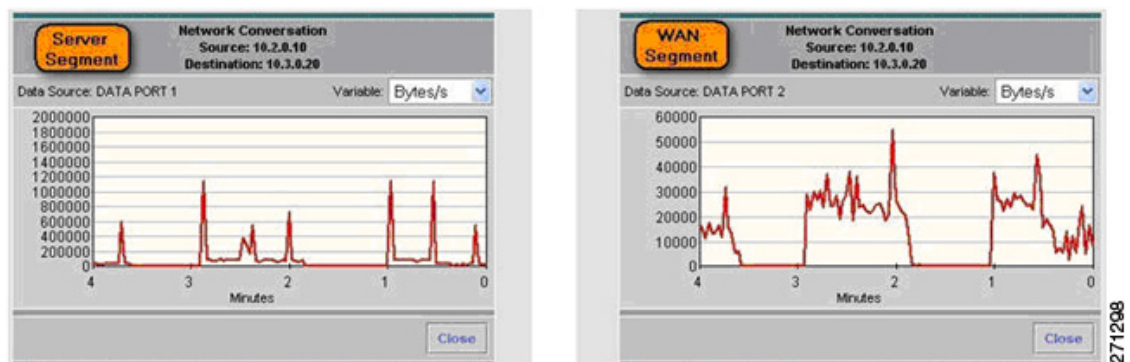 Server
Segment
Network Conversation
Source: 10.2.0.10
Destination: 10.3.0.20
Data Source: DATA PORT 1
Variable: Bytes/s
2000000
1800000
1600000
1400000
1200000
1000000
800000
600000
400000
200000
0
4 3 2 1 0
Minutes
Close
WAN
Segment
Network Conversation
Source: 10.2.0.10
Destination: 10.3.0.20
Data Source: DATA PORT 2
Variable: Bytes/s
60000
50000
40000
30000
20000
10000
0
4 3 2 1 0
Minutes
Close
271298